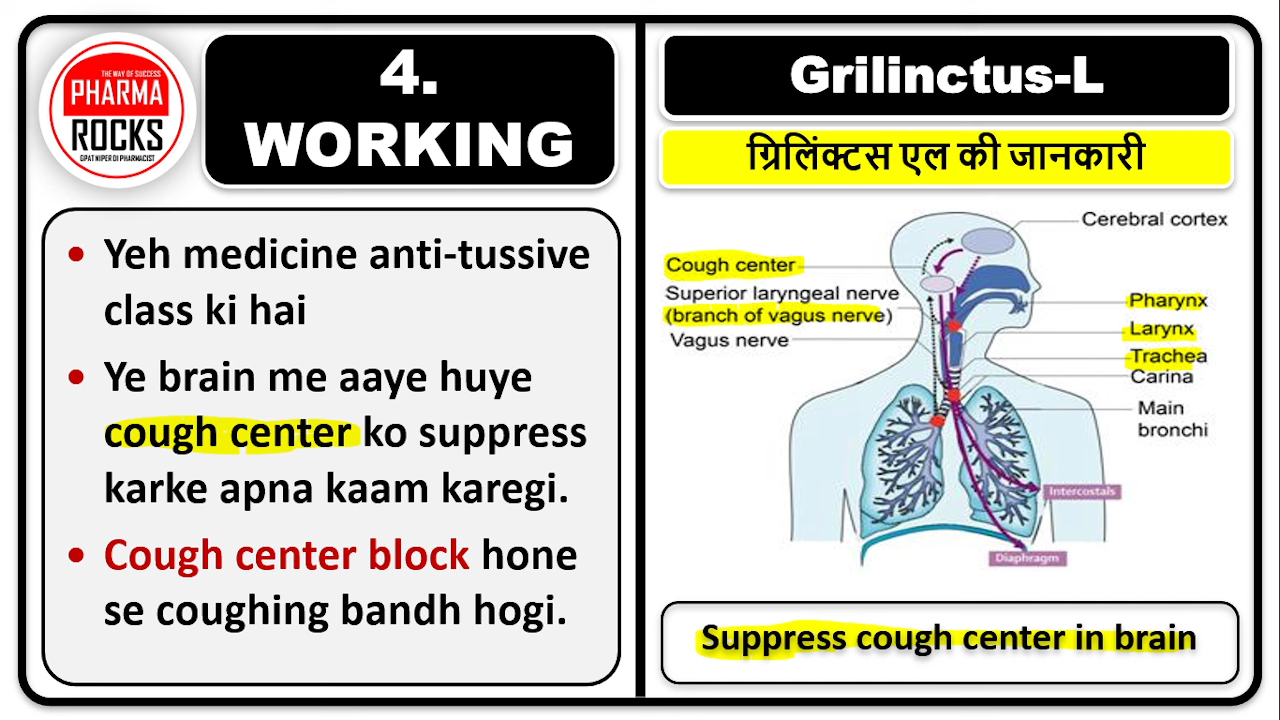 THE WAY OF SUCCESS
PHARMA
ROCKS
GPAT NIPER DI PHARMACIST
4.
WORKING
• Yeh medicine anti-tussive
class ki hai
• Ye brain me aaye huye
cough center ko suppress
karke apna kaam karegi.
• Cough center block hone
se coughing bandh hogi.
Grilinctus-L
ग्रिलिंक्टस एल की जानकारी
Cerebral cortex
Cough center
Superior laryngeal nerve
(branch of vagus nerve)
Vagus nerve
Pharynx
Larynx
Trachea
Carina
Main
bronchi
Intercostals
Diaphragm
Suppress cough center in brain